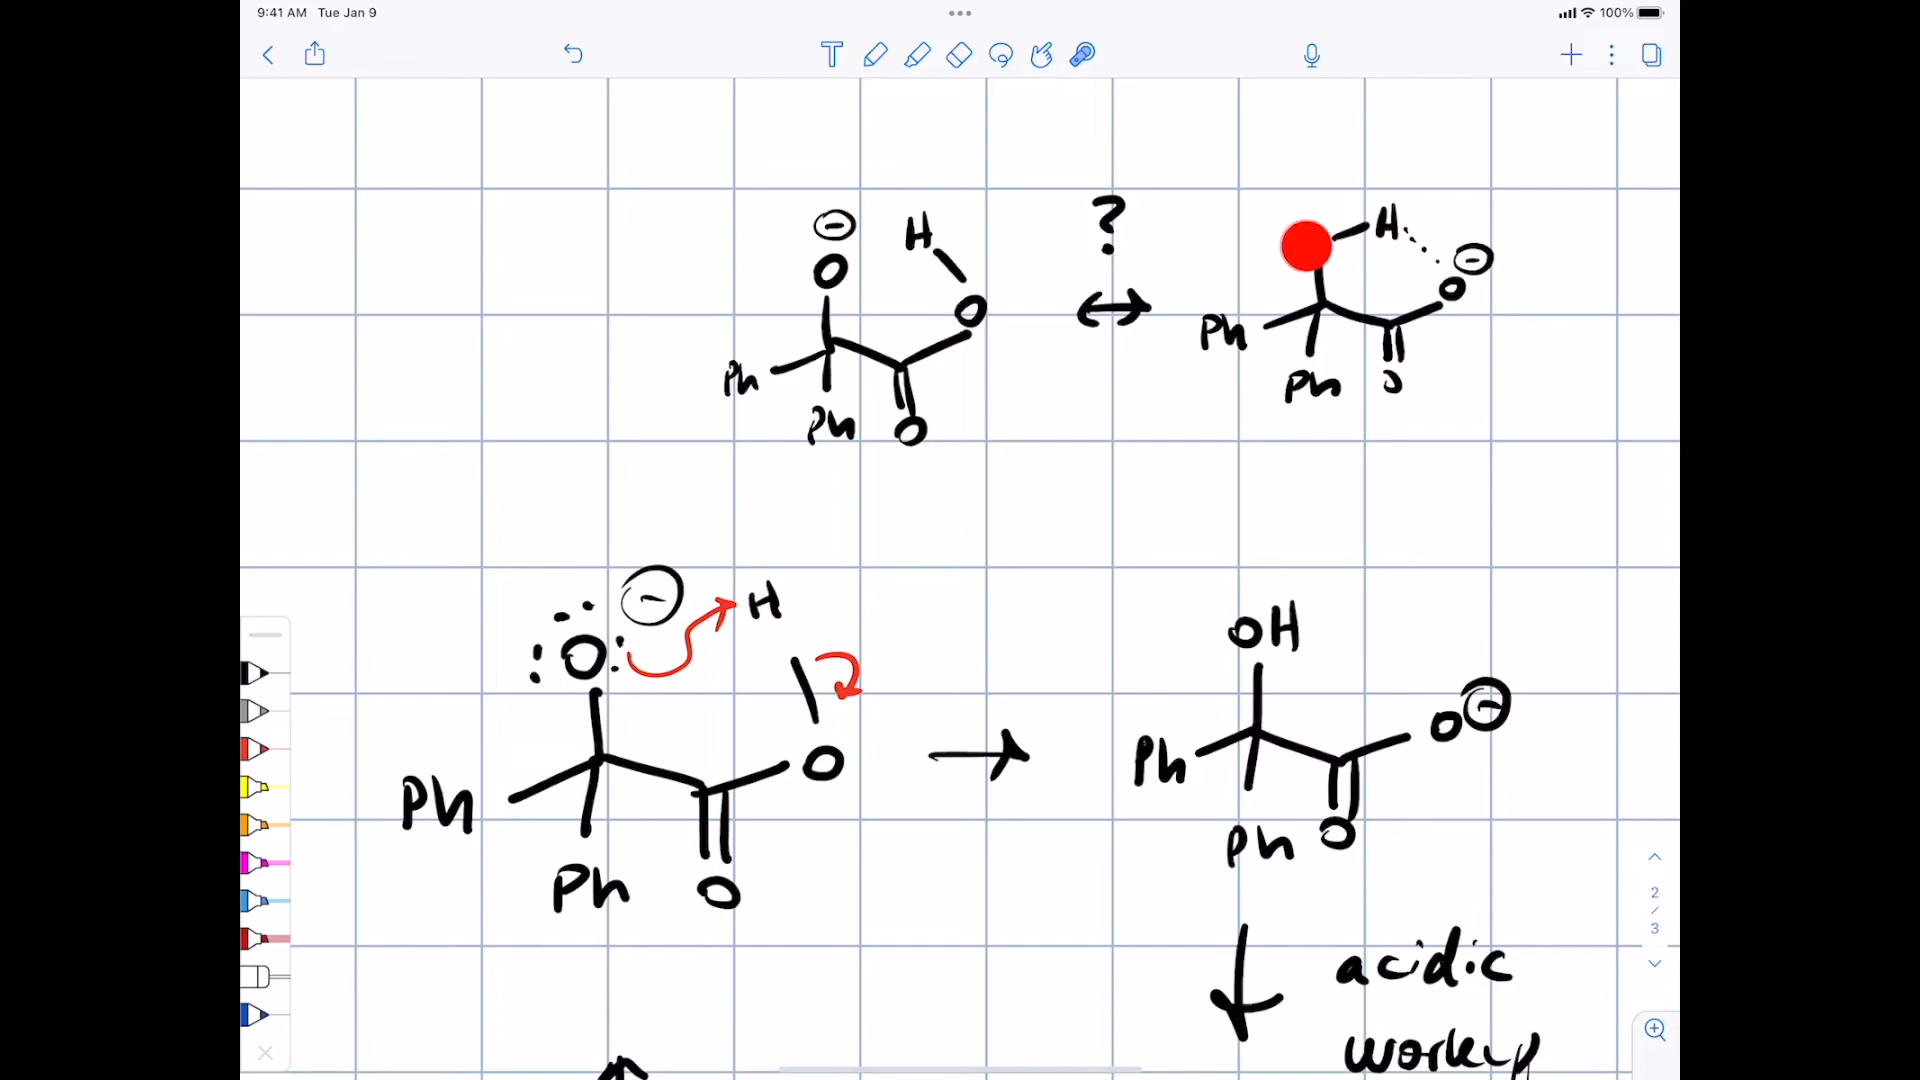 9:41 AM Tue Jan 9
100%
⊖ H ?
O O ↔ H ⊖
O
Ph Ph
Ph O Ph O
⊖ H
:O: OH
O → O⊖
Ph Ph
Ph O Ph O
2
/
3
acidic
workup